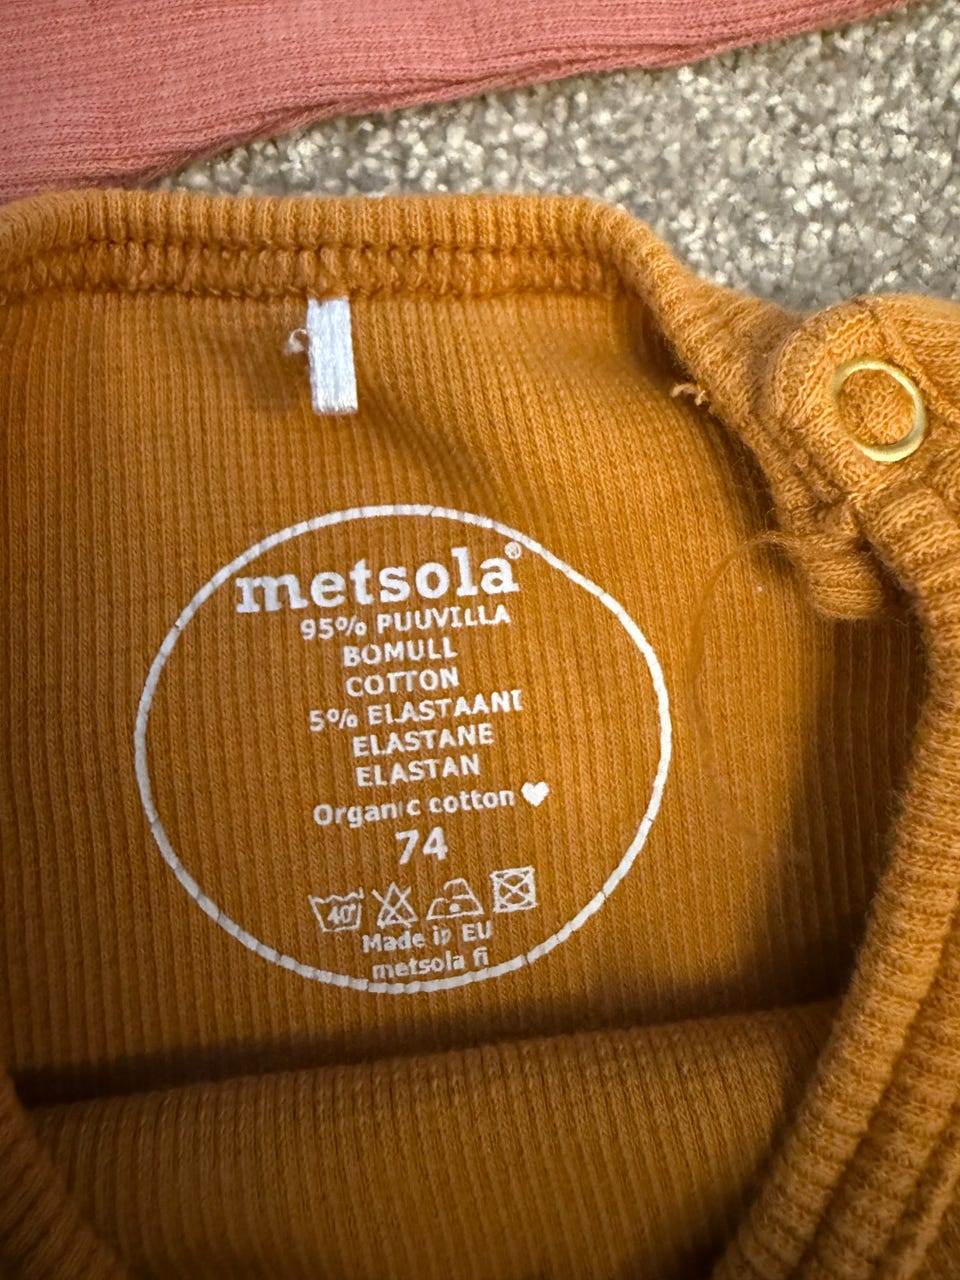 metsola®
95% PUUVILLA
BOMULL
COTTON
5% ELASTAANI
ELASTANE
ELASTAN
Organic cotton ♥
74
40°
Made in EU
metsola fi